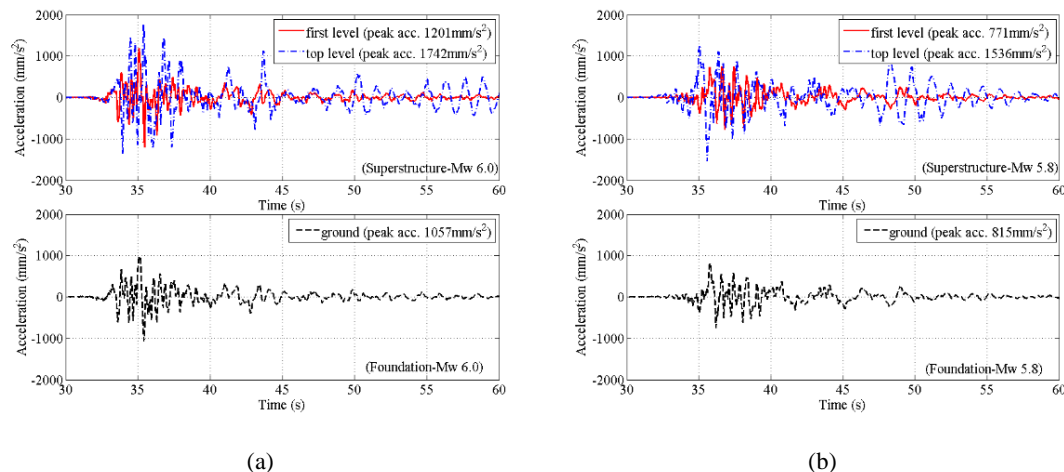 2000
1000
0
-1000
-2000
Acceleration (mm/s²)
first level (peak acc. 1201mm/s²)
top level (peak acc. 1742mm/s²)
(Superstructure-Mw 6.0)
30 35 40 45 50 55 60
Time (s)
2000
1000
0
-1000
-2000
Acceleration (mm/s²)
ground (peak acc. 1057mm/s²)
(Foundation-Mw 6.0)
30 35 40 45 50 55 60
Time (s)
(a)
2000
1000
0
-1000
-2000
Acceleration (mm/s²)
first level (peak acc. 771mm/s²)
top level (peak acc. 1536mm/s²)
(Superstructure-Mw 5.8)
30 35 40 45 50 55 60
Time (s)
2000
1000
0
-1000
-2000
Acceleration (mm/s²)
ground (peak acc. 815mm/s²)
(Foundation-Mw 5.8)
30 35 40 45 50 55 60
Time (s)
(b)